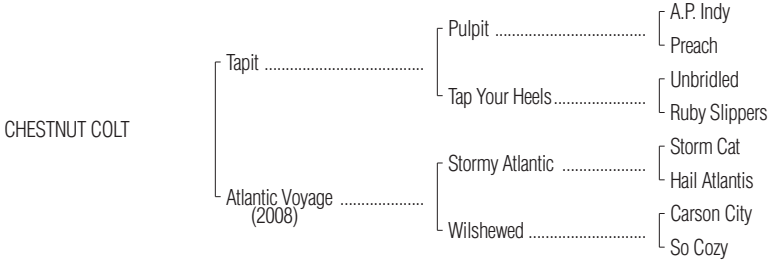 A.P. Indy
Pulpit
Preach
Tapit
Unbridled
Tap Your Heels
Ruby Slippers
CHESTNUT COLT
Storm Cat
Stormy Atlantic
Hail Atlantis
Atlantic Voyage
(2008)
Carson City
Wilshewed
So Cozy